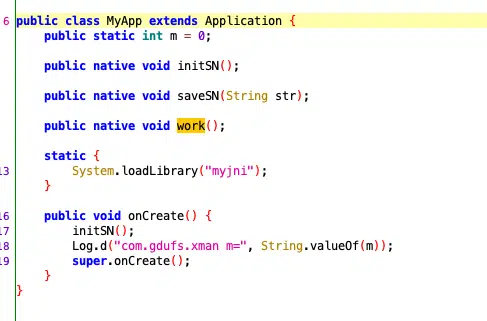 6 public class MyApp extends Application {
public static int m = 0;
public native void initSN();
public native void saveSN(String str);
public native void work();
static {
13 System.loadLibrary("myjni");
}
16 public void onCreate() {
17 initSN();
18 Log.d("com.gdufs.xman m=", String.valueOf(m));
19 super.onCreate();
}
}